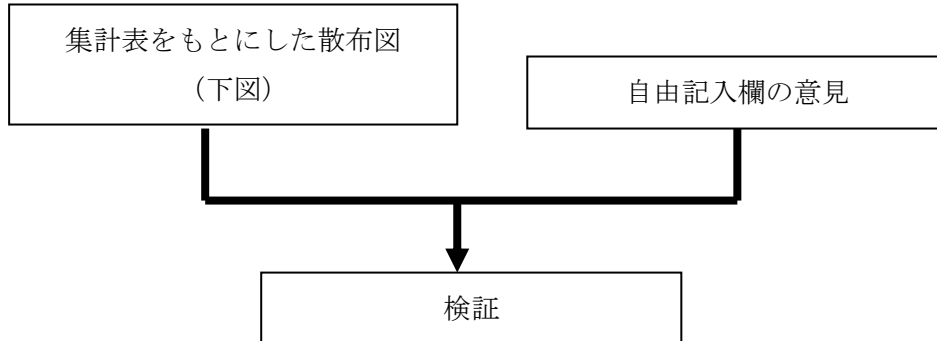 集計表をもとにした散布図
（下図）
自由記入欄の意見
検証